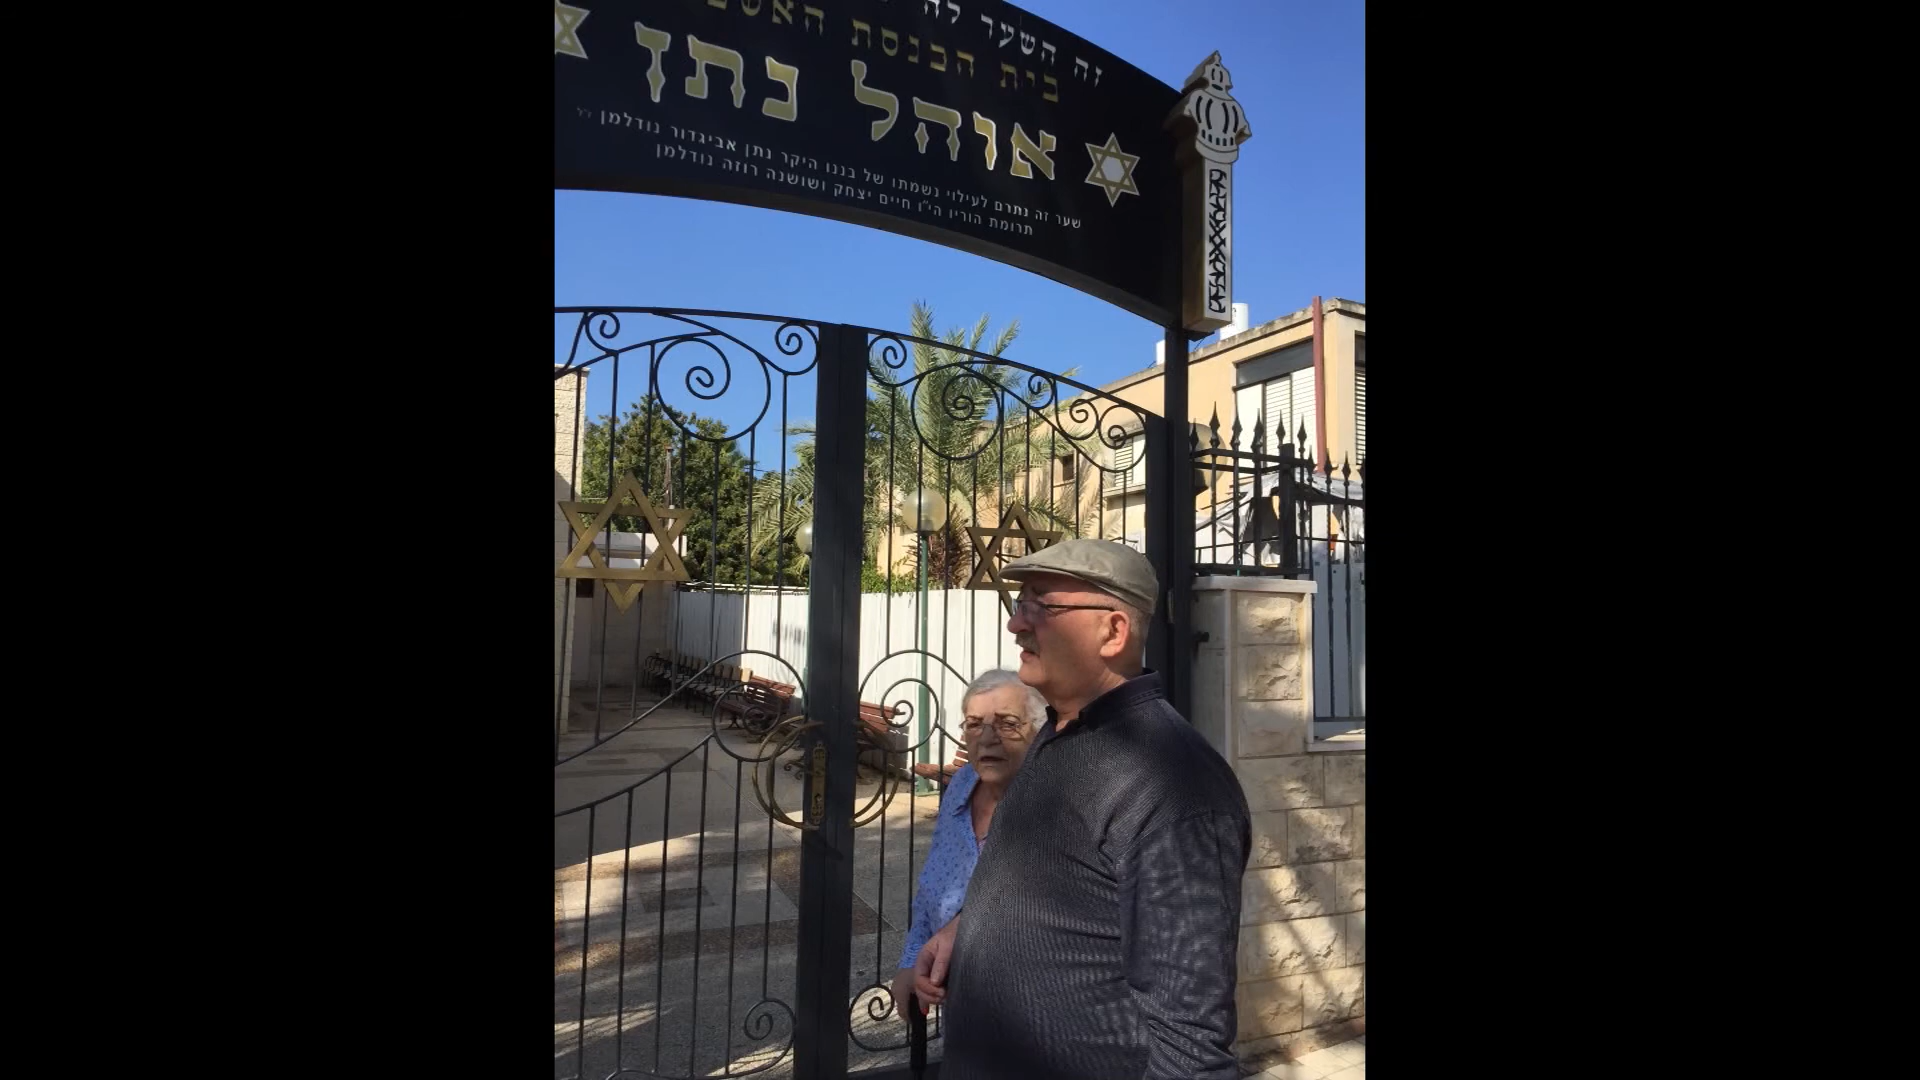 זה השער לה
בית הכנסת האשכ
אוהל נתן
שער זה נתרם לעילוי נשמתו של בננו היקר נתן אביגדור נודלמן ז"ל
תרומת הוריו הי"ו חיים יצחק ושושנה רוזה נודלמן